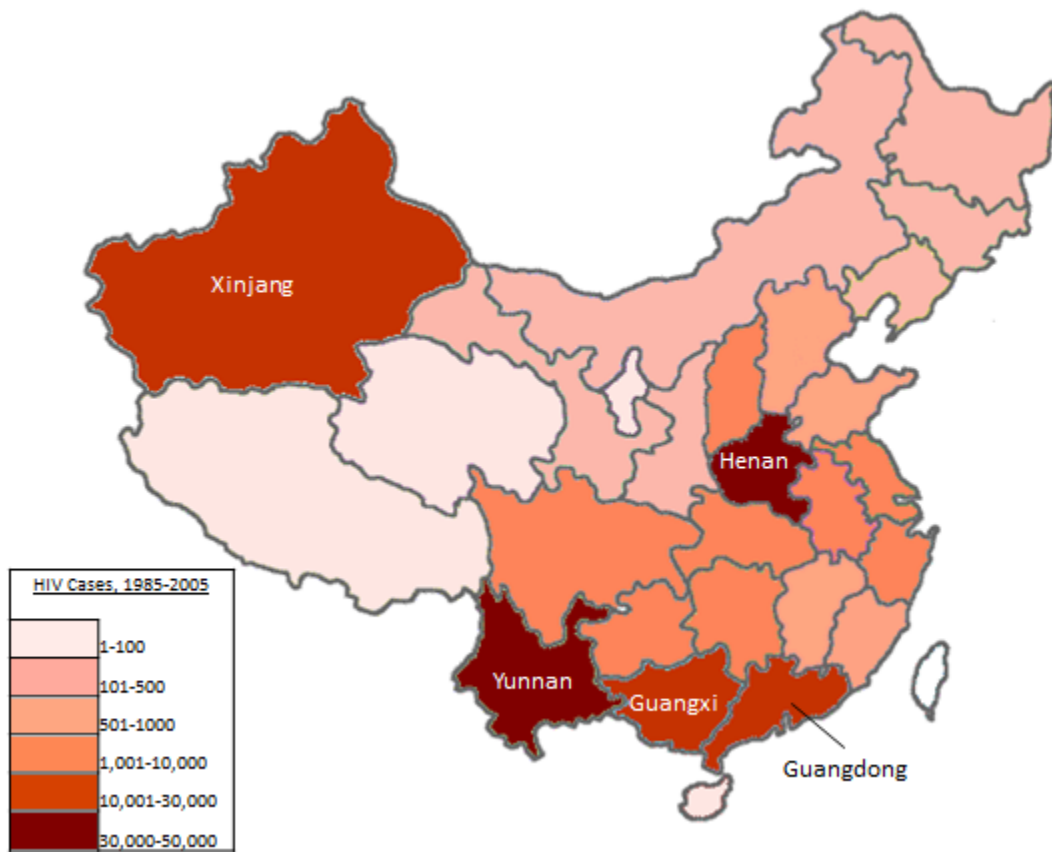 Xinjang
Henan
Yunnan
Guangxi
Guangdong
HIV Cases, 1985-2005
1-100
101-500
501-1000
1,001-10,000
10,001-30,000
30,000-50,000